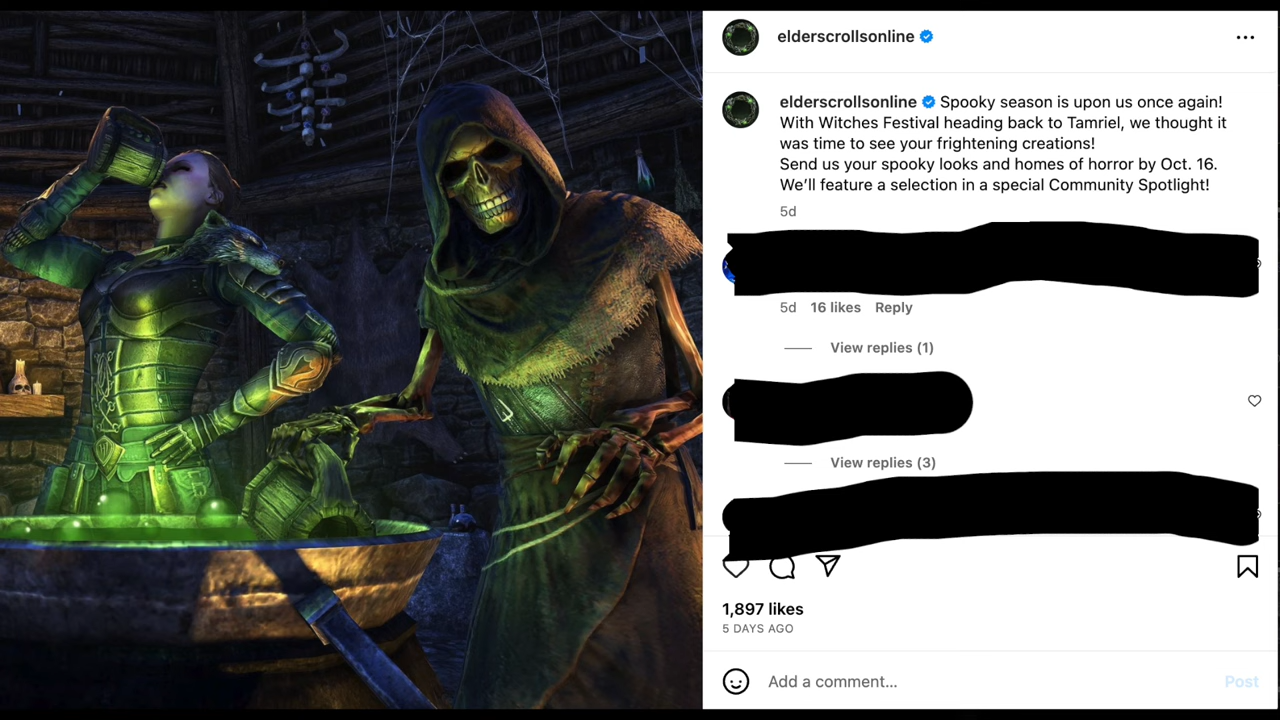 elderscrollsonline
elderscrollsonline Spooky season is upon us once again!
With Witches Festival heading back to Tamriel, we thought it
was time to see your frightening creations!
Send us your spooky looks and homes of horror by Oct. 16.
We’ll feature a selection in a special Community Spotlight!
5d
5d 16 likes Reply
View replies (1)
View replies (3)
1,897 likes
5 DAYS AGO
Add a comment...
Post